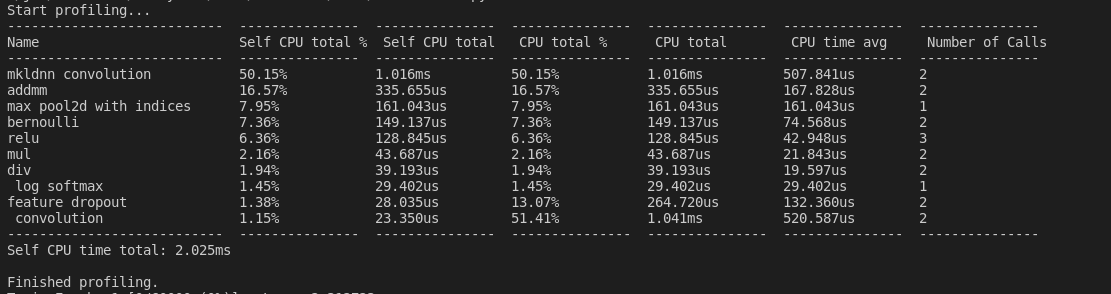 Start profiling...
---------------------------  ---------------  ---------------  ---------------  ---------------  ---------------  ---------------
Name                         Self CPU total %  Self CPU total   CPU total %      CPU total        CPU time avg     Number of Calls
---------------------------  ---------------  ---------------  ---------------  ---------------  ---------------  ---------------
mkldnn convolution           50.15%           1.016ms          50.15%           1.016ms          507.841us        2
addmm                        16.57%           335.655us        16.57%           335.655us        167.828us        2
max pool2d with indices      7.95%            161.043us        7.95%            161.043us        161.043us        1
bernoulli                    7.36%            149.137us        7.36%            149.137us        74.568us         2
relu                         6.36%            128.845us        6.36%            128.845us        42.948us         3
mul                          2.16%            43.687us         2.16%            43.687us         21.843us         2
div                          1.94%            39.193us         1.94%            39.193us         19.597us         2
 log softmax                 1.45%            29.402us         1.45%            29.402us         29.402us         1
feature dropout              1.38%            28.035us         13.07%           264.720us        132.360us        2
 convolution                 1.15%            23.350us         51.41%           1.041ms          520.587us        2
---------------------------  ---------------  ---------------  ---------------  ---------------  ---------------  ---------------
Self CPU time total: 2.025ms

Finished profiling.